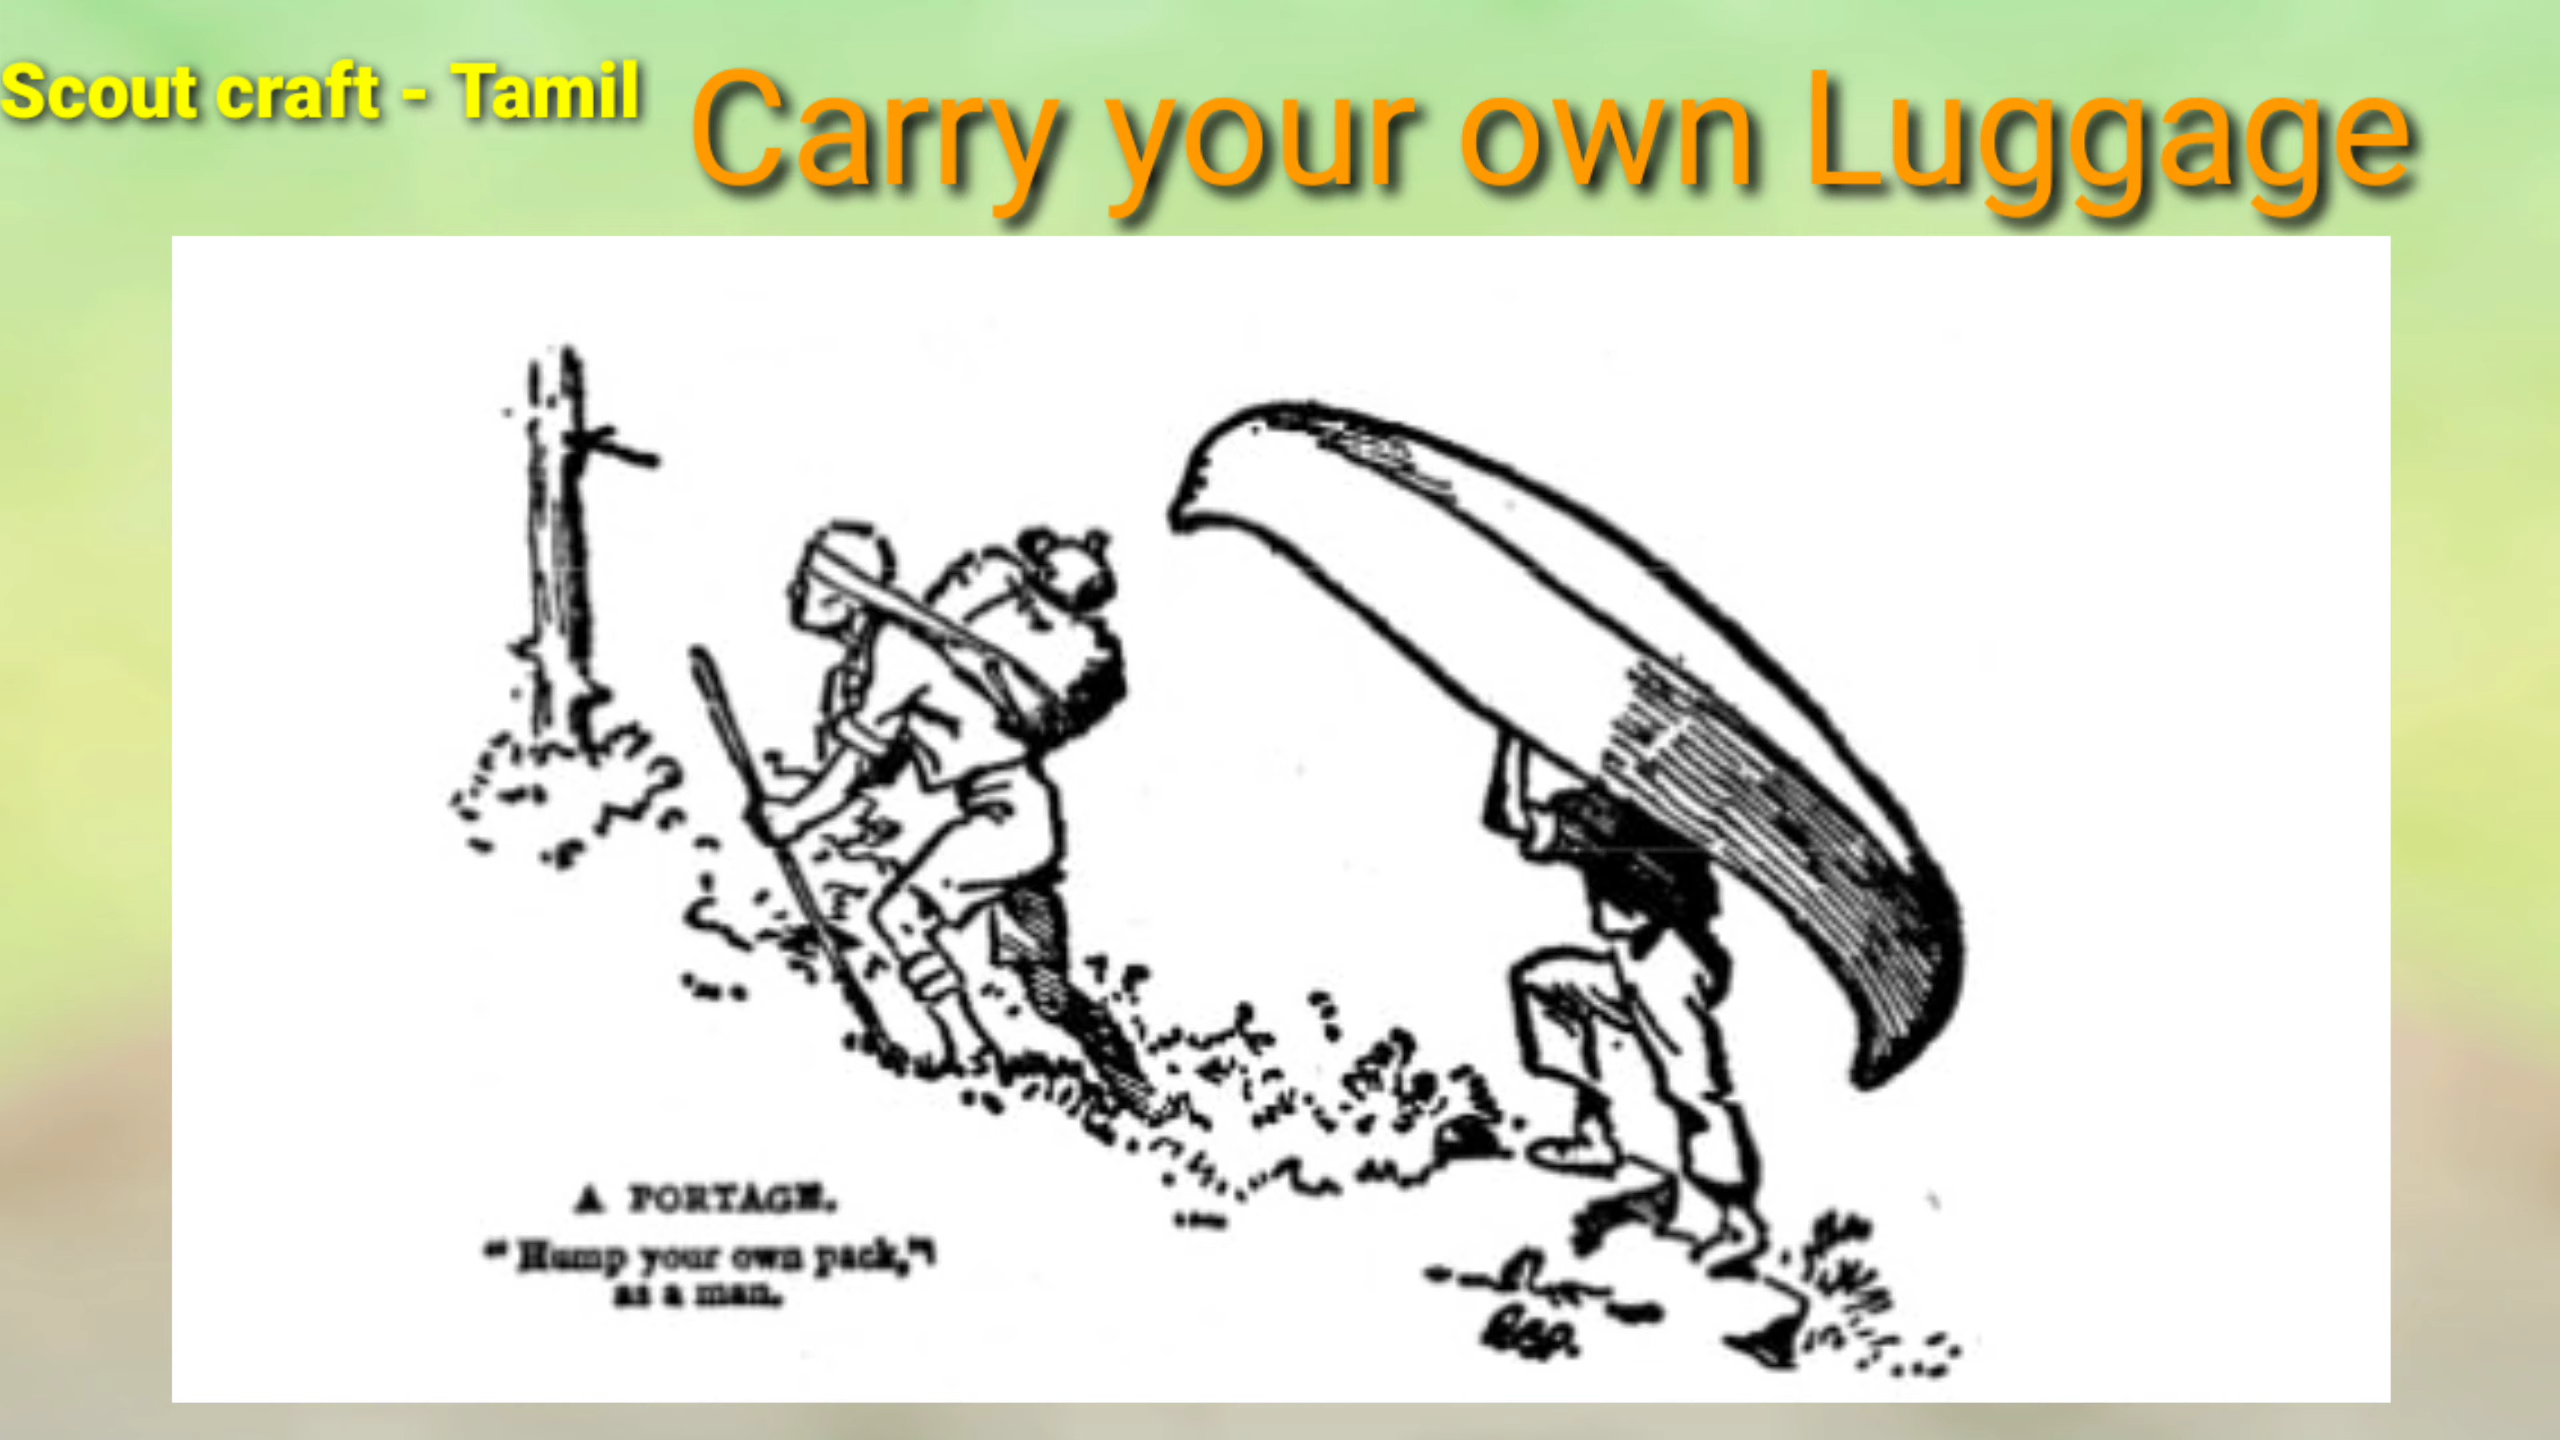 Scout craft - Tamil
Carry your own Luggage
A PORTAGE.
“Hump your own pack,”
as a man.